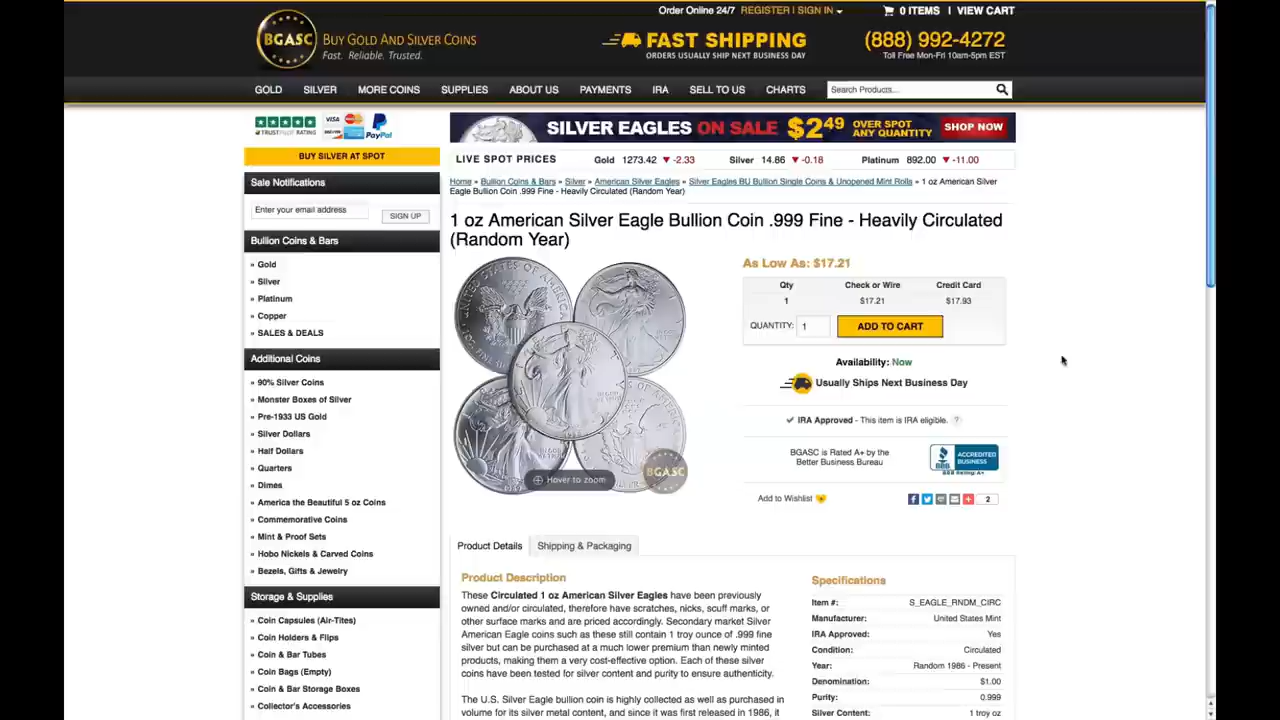 Order Online 24/7 REGISTER | SIGN IN 0 ITEMS | VIEW CART
BGASC BUY GOLD AND SILVER COINS
Fast. Reliable. Trusted.
FAST SHIPPING
ORDERS USUALLY SHIP NEXT BUSINESS DAY
(888) 992-4272
Toll Free Mon-Fri 10am-5pm EST
GOLD SILVER MORE COINS SUPPLIES ABOUT US PAYMENTS IRA SELL TO US CHARTS Search Products...
TRUSTPILOT RATING VISA PayPal
SILVER EAGLES ON SALE $2.49 OVER SPOT ANY QUANTITY SHOP NOW
BUY SILVER AT SPOT
LIVE SPOT PRICES Gold 1273.42 ▼ -2.33 Silver 14.86 ▼ -0.18 Platinum 892.00 ▼ -11.00
Sale Notifications
Enter your email address SIGN UP
Bullion Coins & Bars
» Gold
» Silver
» Platinum
» Copper
» SALES & DEALS
Additional Coins
» 90% Silver Coins
» Monster Boxes of Silver
» Pre-1933 US Gold
» Silver Dollars
» Half Dollars
» Quarters
» Dimes
» America the Beautiful 5 oz Coins
» Commemorative Coins
» Mint & Proof Sets
» Hobo Nickels & Carved Coins
» Bezels, Gifts & Jewelry
Storage & Supplies
» Coin Capsules (Air-Tites)
» Coin Holders & Flips
» Coin & Bar Tubes
» Coin Bags (Empty)
» Coin & Bar Storage Boxes
» Collector's Accessories
Home » Bullion Coins & Bars » Silver » American Silver Eagles » Silver Eagles BU Bullion Single Coins & Unopened Mint Rolls » 1 oz American Silver
Eagle Bullion Coin .999 Fine - Heavily Circulated (Random Year)
1 oz American Silver Eagle Bullion Coin .999 Fine - Heavily Circulated
(Random Year)
BGASC
Hover to zoom
As Low As: $17.21
Qty Check or Wire Credit Card
1 $17.21 $17.93
QUANTITY: 1 ADD TO CART
Availability: Now
Usually Ships Next Business Day
✓ IRA Approved - This item is IRA eligible. ?
BGASC is Rated A+ by the
Better Business Bureau
BBB ACCREDITED BUSINESS
Add to Wishlist 2
Product Details Shipping & Packaging
Product Description
These Circulated 1 oz American Silver Eagles have been previously
owned and/or circulated, therefore have scratches, nicks, scuff marks, or
other surface marks and are priced accordingly. Secondary market Silver
American Eagle coins such as these still contain 1 troy ounce of .999 fine
silver but can be purchased at a much lower premium than newly minted
products, making them a very cost-effective option. Each of these silver
coins have been tested for silver content and purity to ensure authenticity.
The U.S. Silver Eagle bullion coin is highly collected as well as purchased in
volume for its silver metal content, and since it was first released in 1986, it
Specifications
Item #: S_EAGLE_RNDM_CIRC
Manufacturer: United States Mint
IRA Approved: Yes
Condition: Circulated
Year: Random 1986 - Present
Denomination: $1.00
Purity: 0.999
Silver Content: 1 troy oz